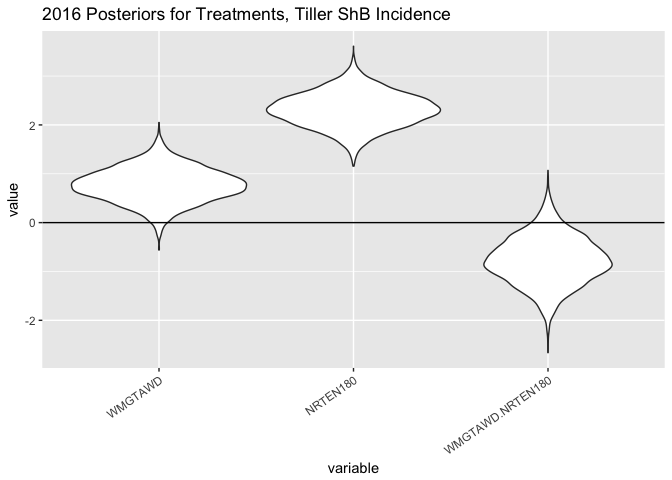 2016 Posteriors for Treatments, Tiller ShB Incidence
value
2
0
-2
WMGTAWD
NRTEN180
WMGTAWD.NRTEN180
variable